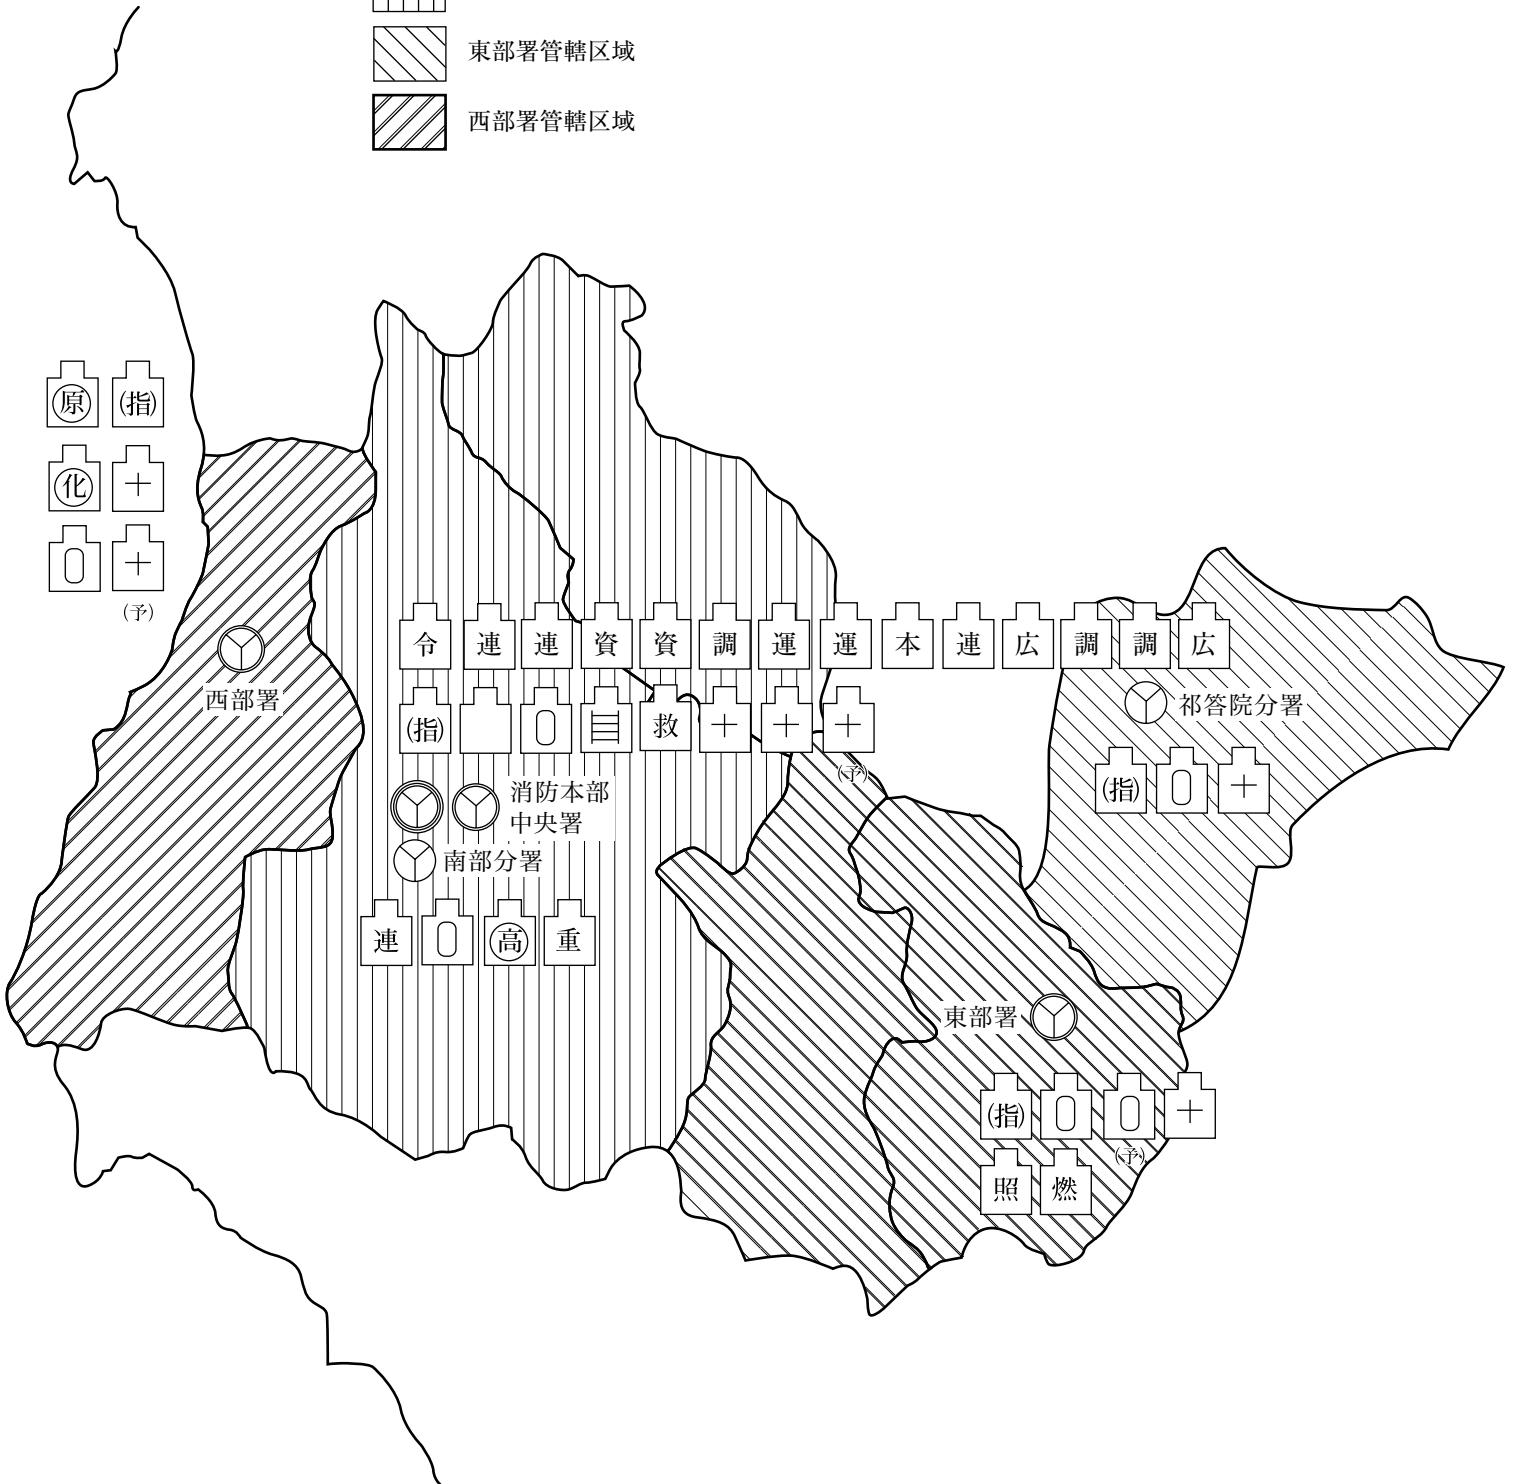 東部署管轄区域
西部署管轄区域
原 (指)
化
(予)
西部署
令 連 連 資 資 調 運 運 本 連 広 調 調 広
(指) 救
(予)
祁答院分署
(指)
消防本部
中央署
南部分署
連 高 重
東部署
(指)
(予)
照 燃